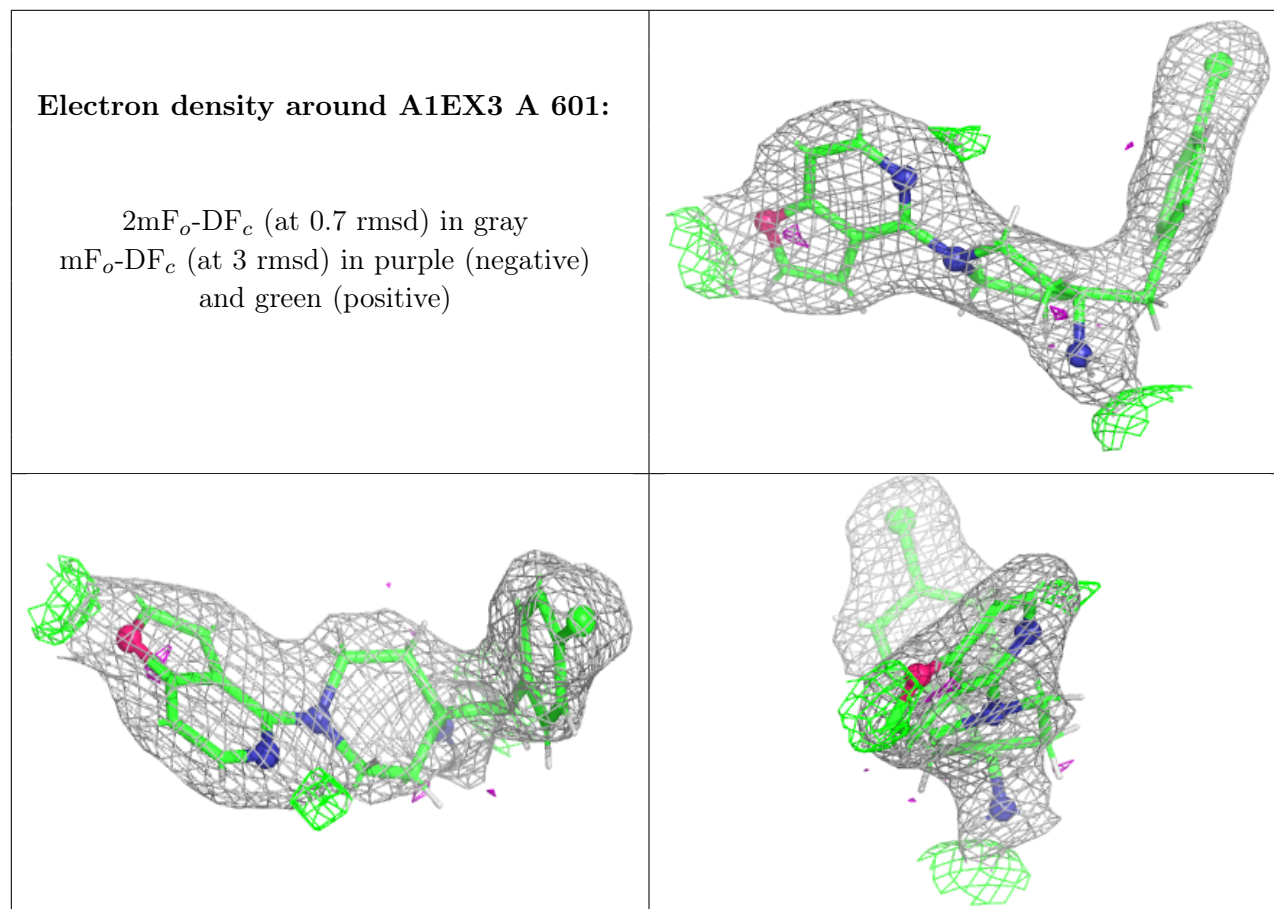 Electron density around A1EX3 A 601:
2mFo-DFc (at 0.7 rmsd) in gray
mFo-DFc (at 3 rmsd) in purple (negative)
and green (positive)